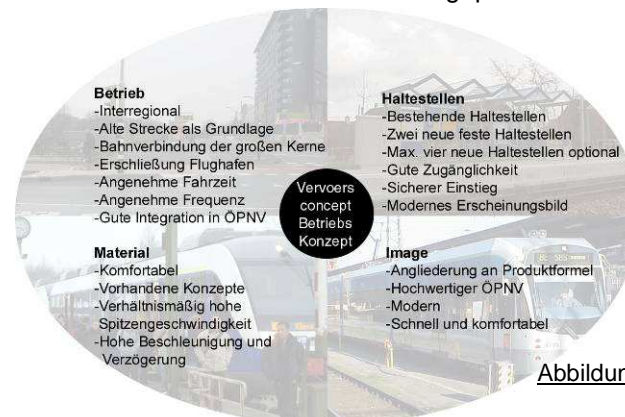 Betrieb
-Interregional
-Alte Strecke als Grundlage
-Bahnverbindung der großen Kerne
-Erschließung Flughafen
-Angenehme Fahrzeit
-Angenehme Frequenz
-Gute Integration in ÖPNV
Haltestellen
-Bestehende Haltestellen
-Zwei neue feste Haltestellen
-Max. vier neue Haltestellen optional
-Gute Zugänglichkeit
-Sicherer Einstieg
-Modernes Erscheinungsbild
Vervoers
concept
Betriebs
Konzept
Material
-Komfortabel
-Vorhandene Konzepte
-Verhältnismäßig hohe
Spitzengeschwindigkeit
-Hohe Beschleunigung und
Verzögerung
Image
-Angliederung an Produktformel
-Hochwertiger ÖPNV
-Modern
-Schnell und komfortabel